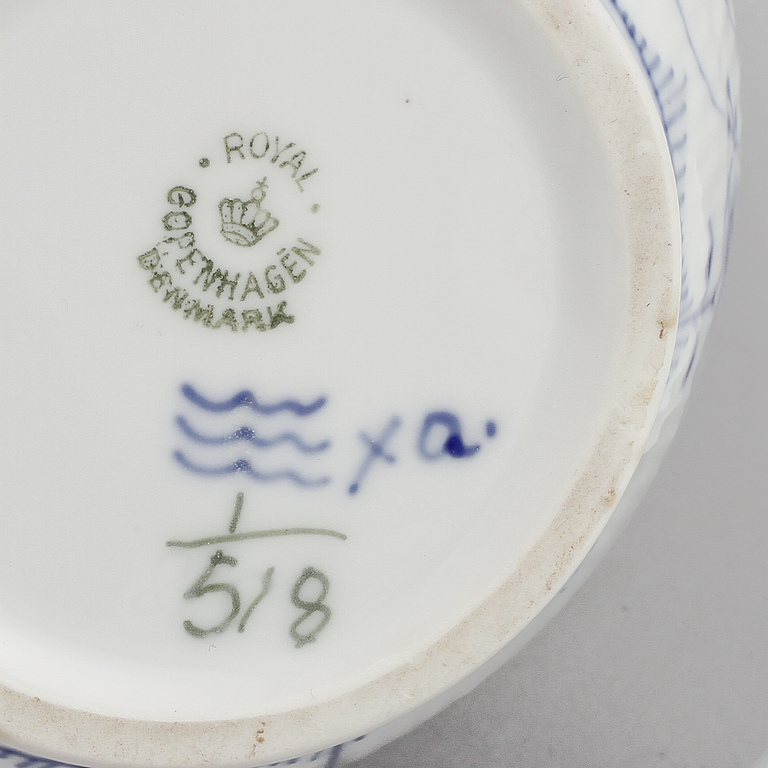 ROYAL
COPENHAGEN
DENMARK
x a.
1
518